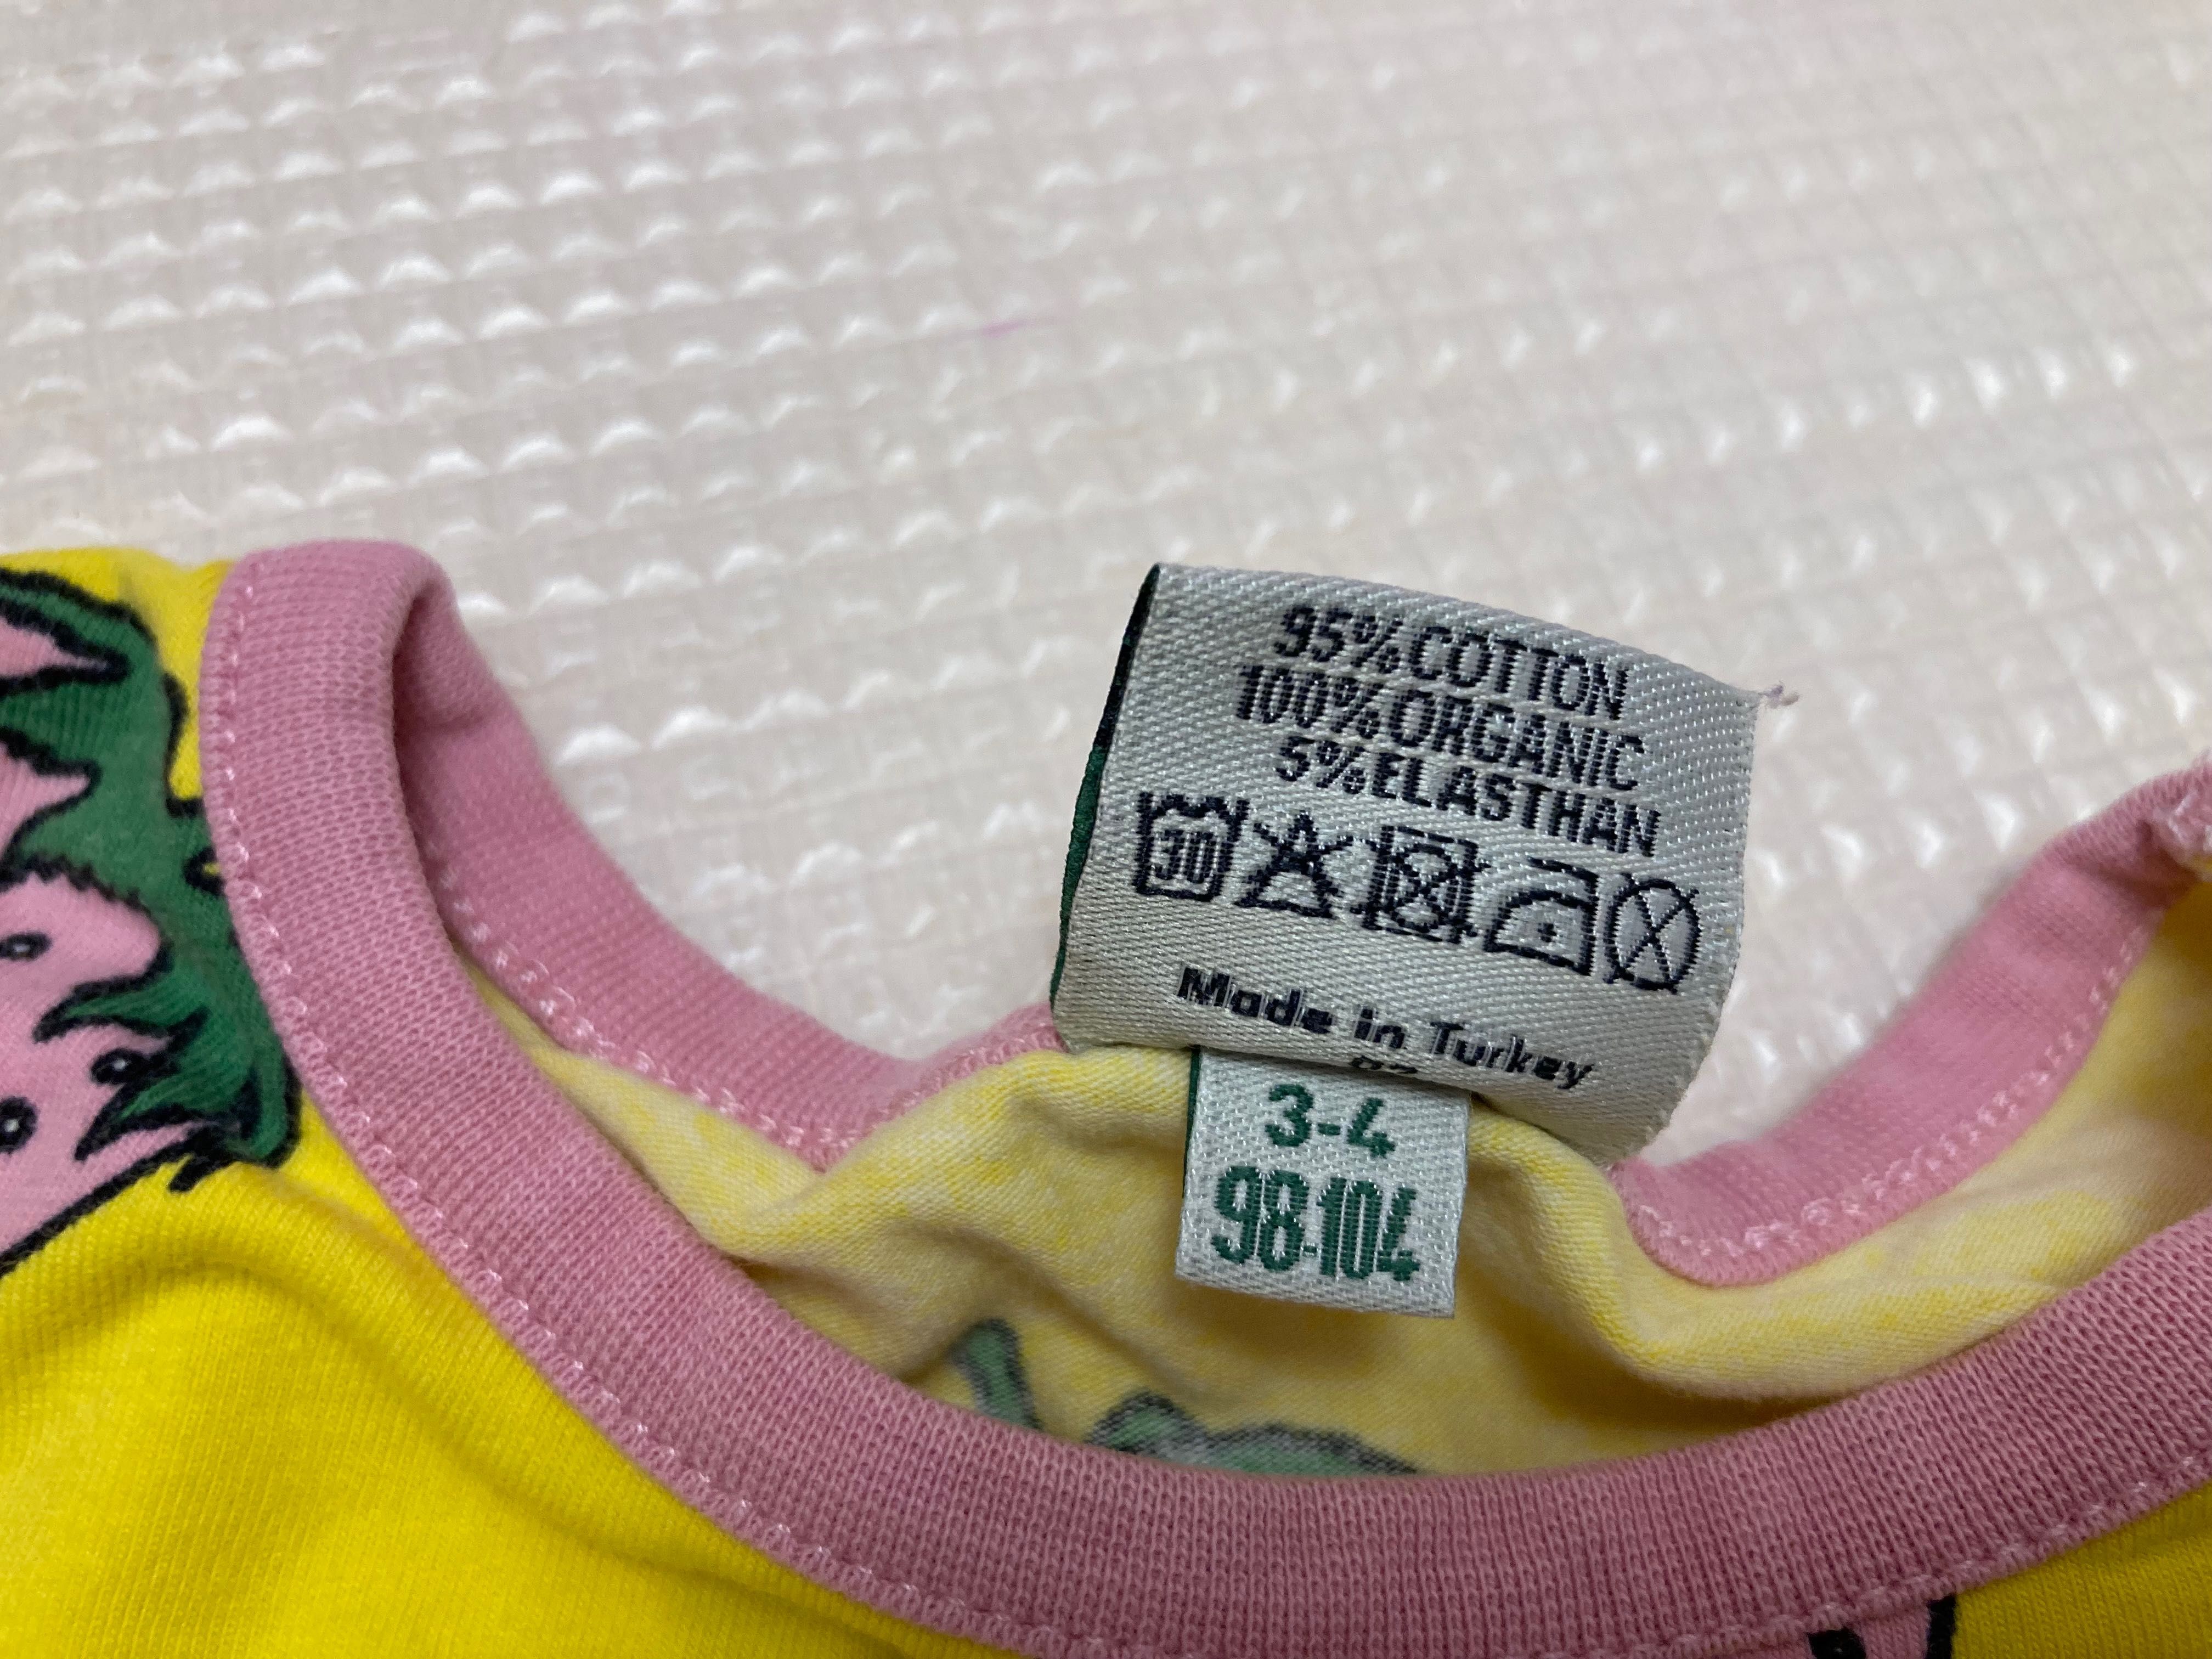 95%COTTON
100%ORGANIC
5%ELASTHAN
30
Made in Turkey
3-4
98-104